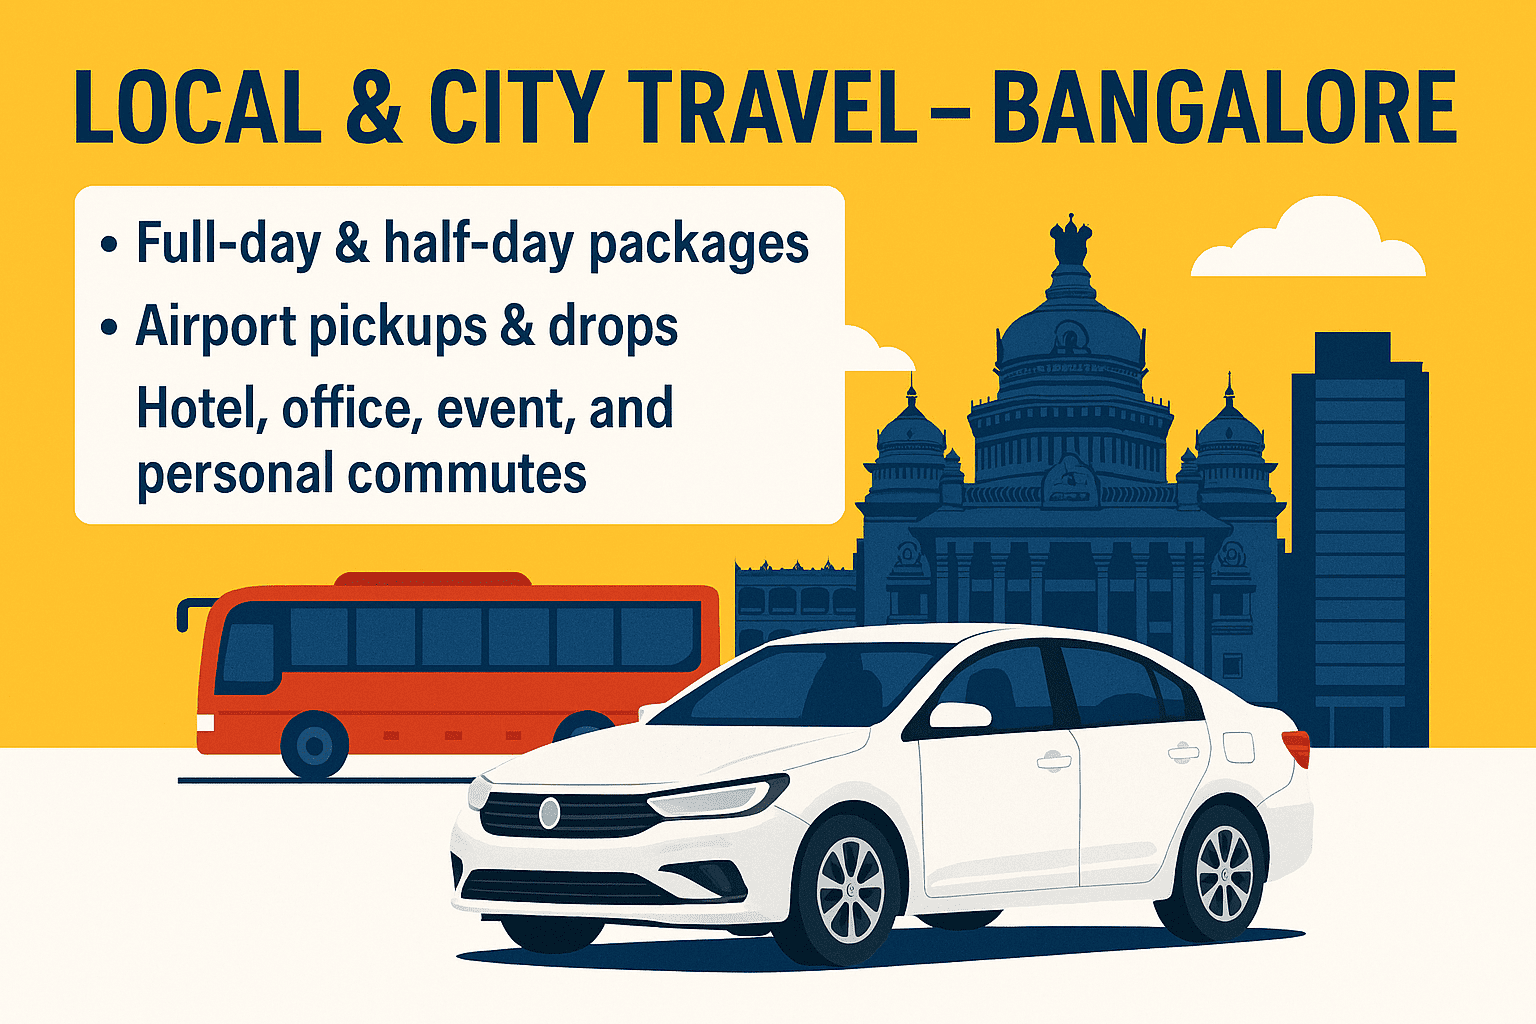 LOCAL & CITY TRAVEL – BANGALORE
• Full-day & half-day packages
• Airport pickups & drops
Hotel, office, event, and
personal commutes